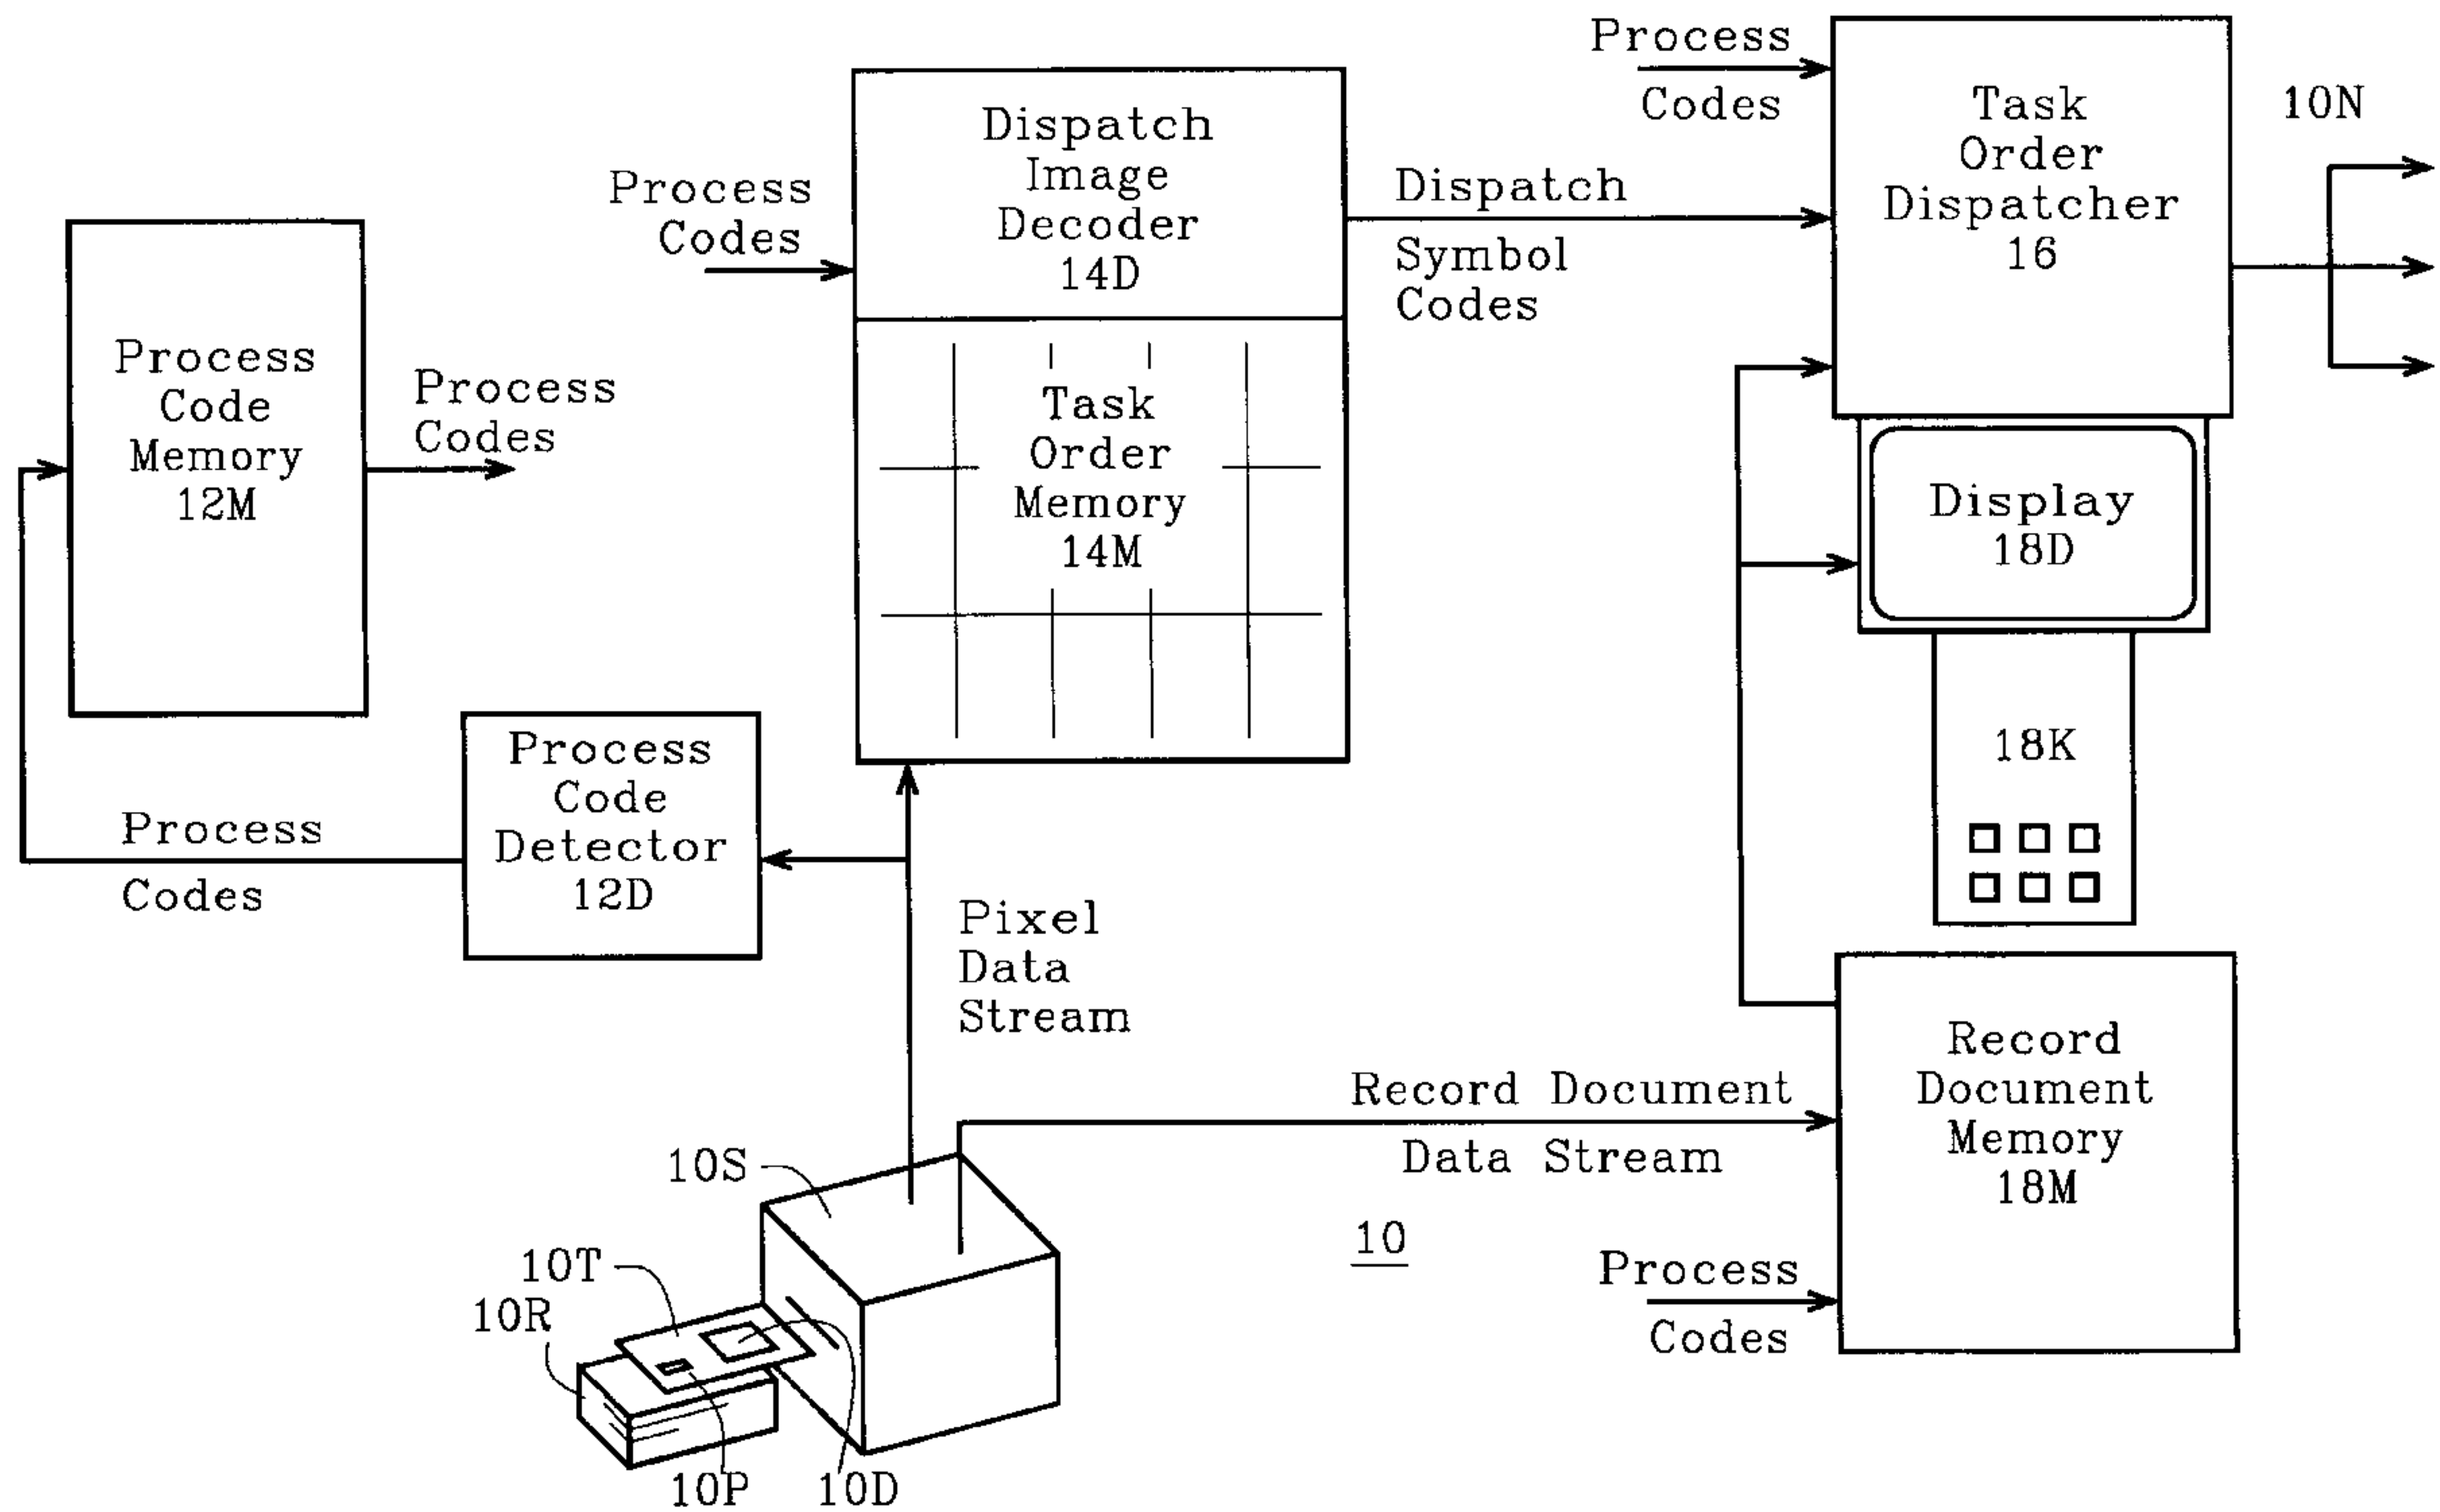 Process
Codes
Task
Order
Dispatcher
16
10N
Dispatch
Image
Decoder
14D
Process
Codes
Dispatch
Symbol
Codes
Process
Code
Memory
12M
Process
Codes
Task
Order
Memory
14M
Display
18D
18K
Process
Code
Detector
12D
Process
Codes
Pixel
Data
Stream
Record Document
Data Stream
Record
Document
Memory
18M
10
Process
Codes
10S
10T
10R
10P
10D